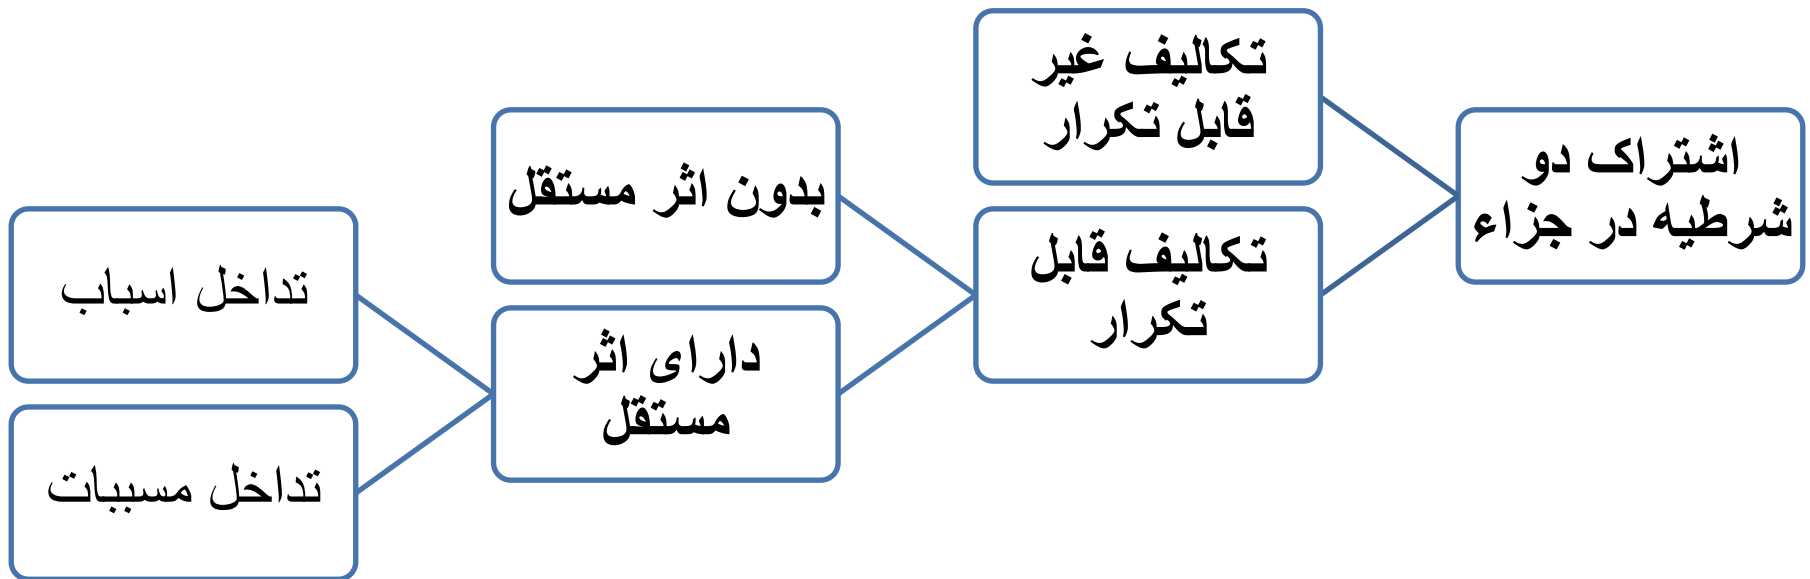 اشتراک دو
شرطیه در جزاء
تکالیف غیر
قابل تکرار
تکالیف قابل
تکرار
بدون اثر مستقل
دارای اثر
مستقل
تداخل اسباب
تداخل مسببات